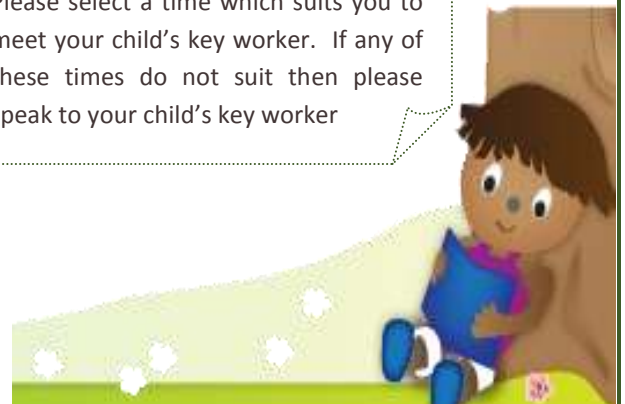 lease select a time which suits you to
meet your child's key worker.  If any of
these times do not suit then please
speak to your child's key worker